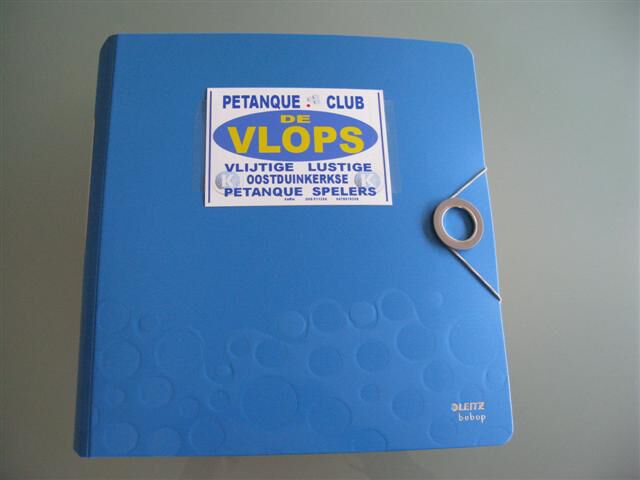 PETANQUE CLUB
DE
VLOPS
VLIJTIGE LUSTIGE
K OOSTDUINKERKSE K
PETANQUE SPELERS
LEITZ
bebop